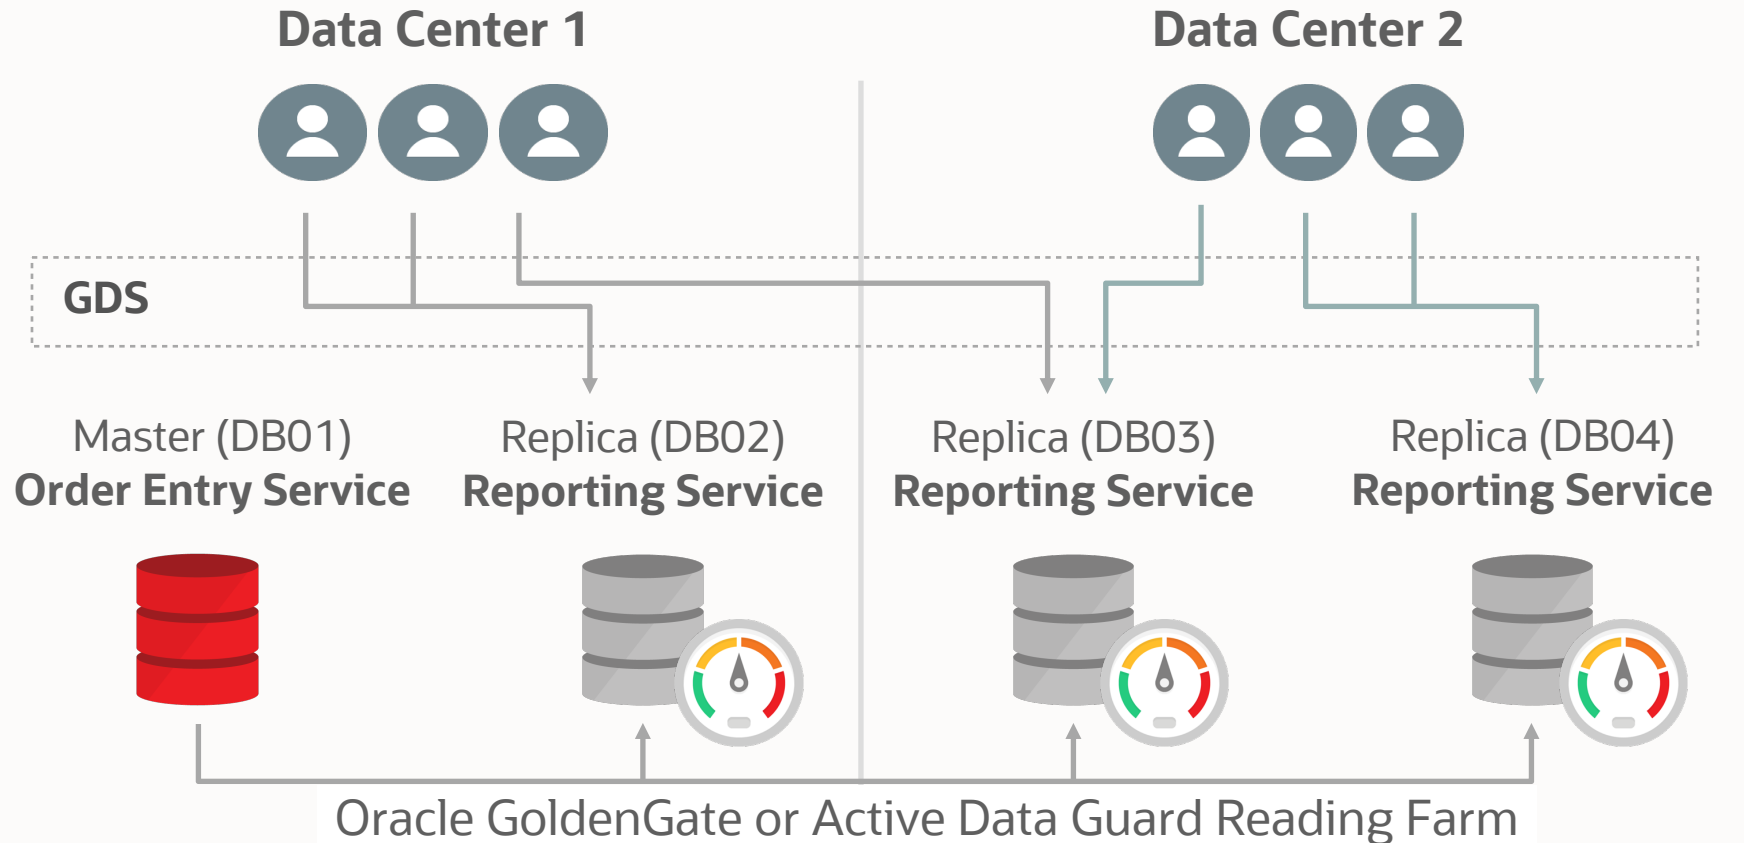 Data Center 1
Data Center 2
GDS
Master (DB01)
Order Entry Service
Replica (DB02)
Reporting Service
Replica (DB03)
Reporting Service
Replica (DB04)
Reporting Service
Oracle GoldenGate or Active Data Guard Reading Farm